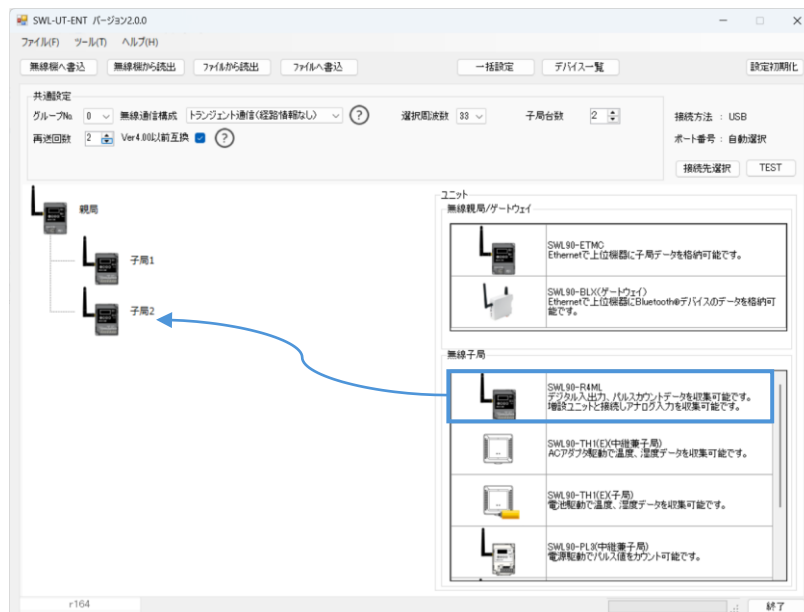 SWL-UT-ENT バージョン2.0.0
ファイル(F) ツール(T) ヘルプ(H)
無線機へ書込 無線機から読出 ファイルから読出 ファイルへ書込 一括設定 デバイス一覧 設定初期化
共通設定
グループNo. 0 無線通信構成 トランジェント通信(経路情報なし) ? 選択周波数 33 子局台数 2 接続方法 : USB
再送回数 2 Ver4.00以前互換 ? ポート番号 : 自動選択
接続先選択 TEST
親局
子局1
子局2
ユニット
無線親局/ゲートウェイ
SWL90-ETMC
Ethernetで上位機器に子局データを格納可能です。
SWL90-BLX(ゲートウェイ)
Ethernetで上位機器にBluetooth®デバイスのデータを格納可
能です。
無線子局
SWL90-R4ML
デジタル入出力、パルスカウントデータを収集可能です。
増設ユニットと接続しアナログ入力を収集可能です。
SWL90-TH1(E)(中継兼子局)
ACアダプタ駆動で温度、湿度データを収集可能です。
SWL90-TH1(E)(子局)
電池駆動で温度、湿度データを収集可能です。
SWL90-PL3(中継兼子局)
電源駆動でパルス値をカウント可能です。
r164 終了